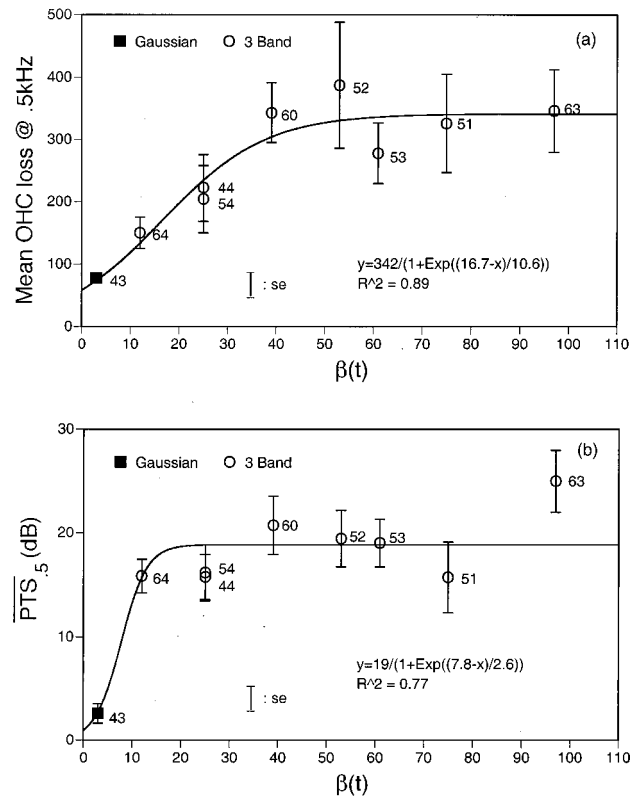 500
(a)
Gaussian
3 Band
400
52
60
63
51
300
53
44
54
200
64
100
43
: se
y=342/(1+Exp((16.7-x)/10.6))
R^2 = 0.89
0
0 10 20 30 40 50 60 70 80 90 100 110
β(t)
Mean OHC loss @ .5kHz
30
(b)
Gaussian
3 Band
63
60
52
53
20
54
64
44
51
10
y=19/(1+Exp((7.8-x)/2.6))
R^2 = 0.77
: se
43
0
0 10 20 30 40 50 60 70 80 90 100 110
β(t)
PTS.5 (dB)